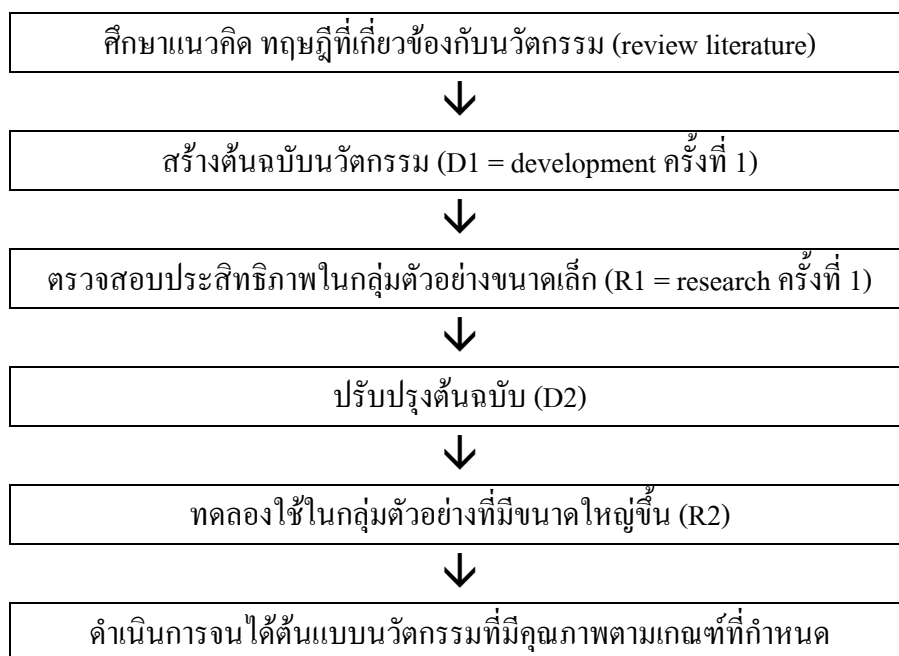 ศึกษาแนวคิด ทฤษฎีที่เกี่ยวข้องกับนวัตกรรม (review literature)
สร้างต้นฉบับนวัตกรรม (D1 = development ครั้งที่ 1)
ตรวจสอบประสิทธิภาพในกลุ่มตัวอย่างขนาดเล็ก (R1 = research ครั้งที่ 1)
ปรับปรุงต้นฉบับ (D2)
ทดลองใช้ในกลุ่มตัวอย่างที่มีขนาดใหญ่ขึ้น (R2)
ดำเนินการจนได้ต้นแบบนวัตกรรมที่มีคุณภาพตามเกณฑ์ที่กำหนด